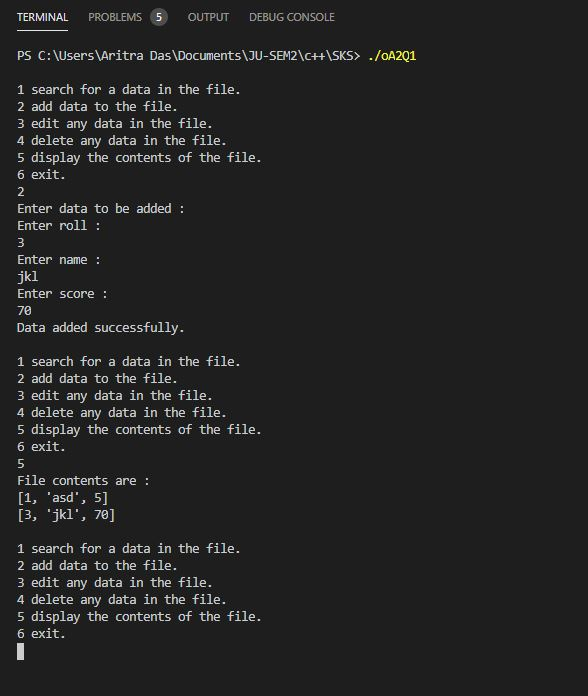 TERMINAL PROBLEMS 5 OUTPUT DEBUG CONSOLE
PS C:\Users\Aritra Das\Documents\JU-SEM2\c++\SKS> ./oA2Q1
1 search for a data in the file.
2 add data to the file.
3 edit any data in the file.
4 delete any data in the file.
5 display the contents of the file.
6 exit.
2
Enter data to be added :
Enter roll :
3
Enter name :
jkl
Enter score :
70
Data added successfully.
1 search for a data in the file.
2 add data to the file.
3 edit any data in the file.
4 delete any data in the file.
5 display the contents of the file.
6 exit.
5
File contents are :
[1, 'asd', 5]
[3, 'jkl', 70]
1 search for a data in the file.
2 add data to the file.
3 edit any data in the file.
4 delete any data in the file.
5 display the contents of the file.
6 exit.